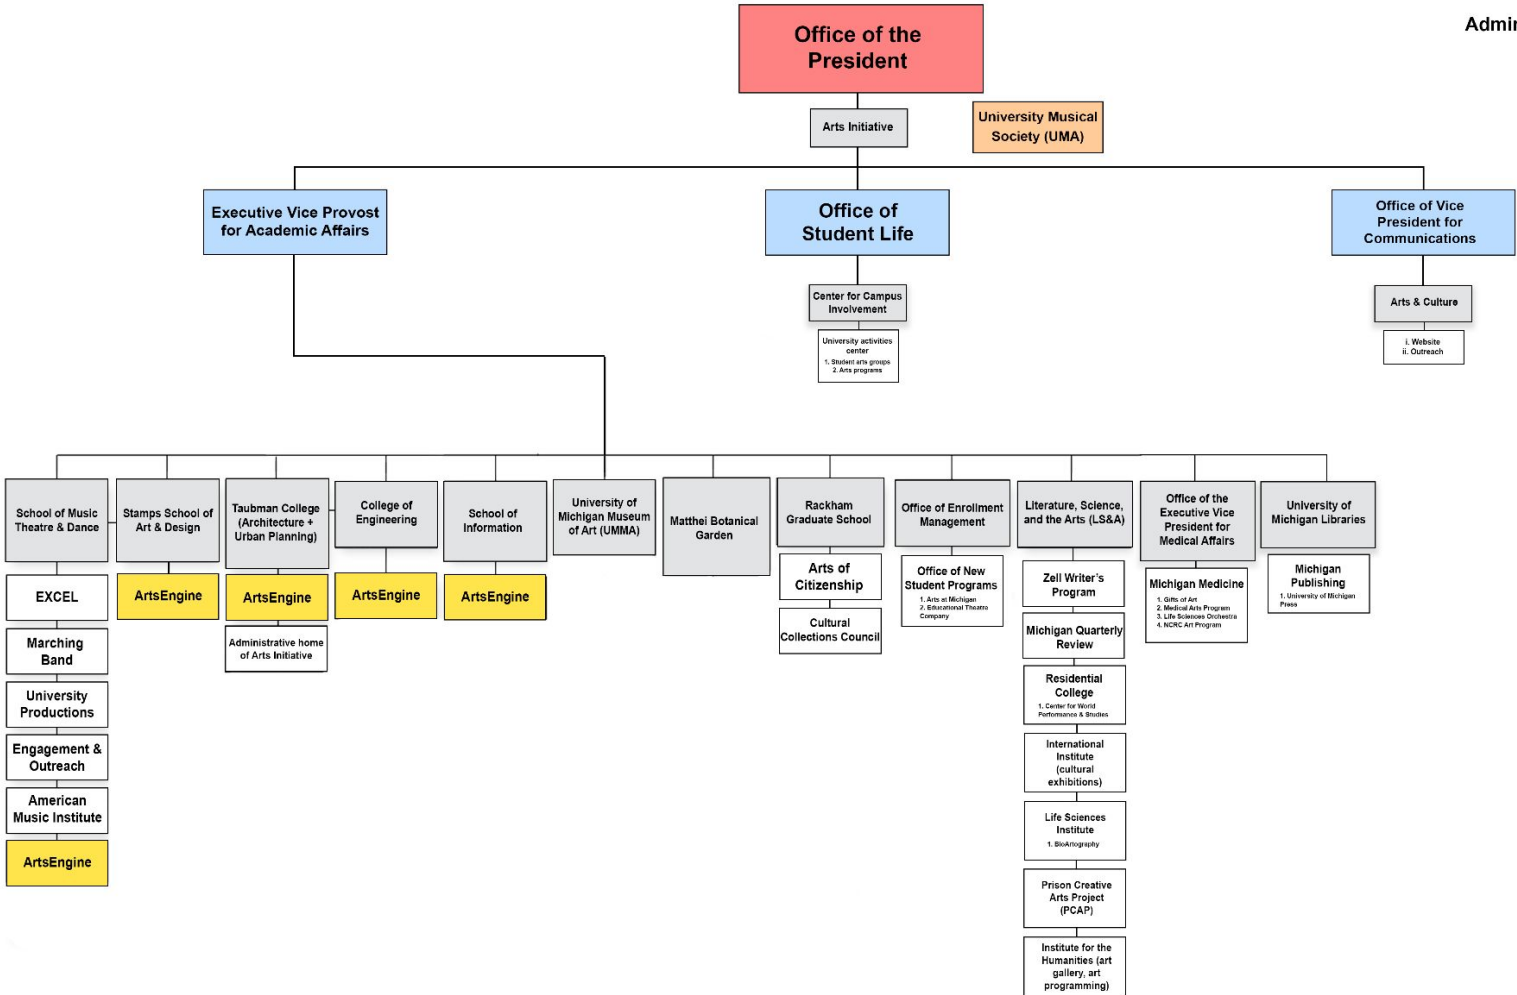 Office of the
President
Admin
Arts Initiative
University Musical
Society (UMA)
Executive Vice Provost
for Academic Affairs
Office of
Student Life
Office of Vice
President for
Communications
Center for Campus
Involvement
University activities
center
1. Student arts groups
2. Arts programs
Arts & Culture
i. Website
ii. Outreach
School of Music
Theatre & Dance
EXCEL
Marching
Band
University
Productions
Engagement &
Outreach
American
Music Institute
ArtsEngine
Stamps School of
Art & Design
ArtsEngine
Taubman College
(Architecture +
Urban Planning)
ArtsEngine
Administrative home
of Arts Initiative
College of
Engineering
ArtsEngine
School of
Information
ArtsEngine
University of
Michigan Museum
of Art (UMMA)
Matthei Botanical
Garden
Rackham
Graduate School
Arts of
Citizenship
Cultural
Collections Council
Office of Enrollment
Management
Office of New
Student Programs
1. Arts at Michigan
2. Educational Theatre
Company
Literature, Science,
and the Arts (LS&A)
Zell Writer's
Program
Michigan Quarterly
Review
Residential
College
1. Center for World
Performance & Studies
International
Institute
(cultural
exhibitions)
Life Sciences
Institute
1. BioArtography
Prison Creative
Arts Project
(PCAP)
Institute for the
Humanities (art
gallery, art
programming)
Office of the
Executive Vice
President for
Medical Affairs
Michigan Medicine
1. Gifts of Art
2. Medical Arts Program
3. Life Sciences Orchestra
4. NCRC Art Program
University of
Michigan Libraries
Michigan
Publishing
1. University of Michigan
Press